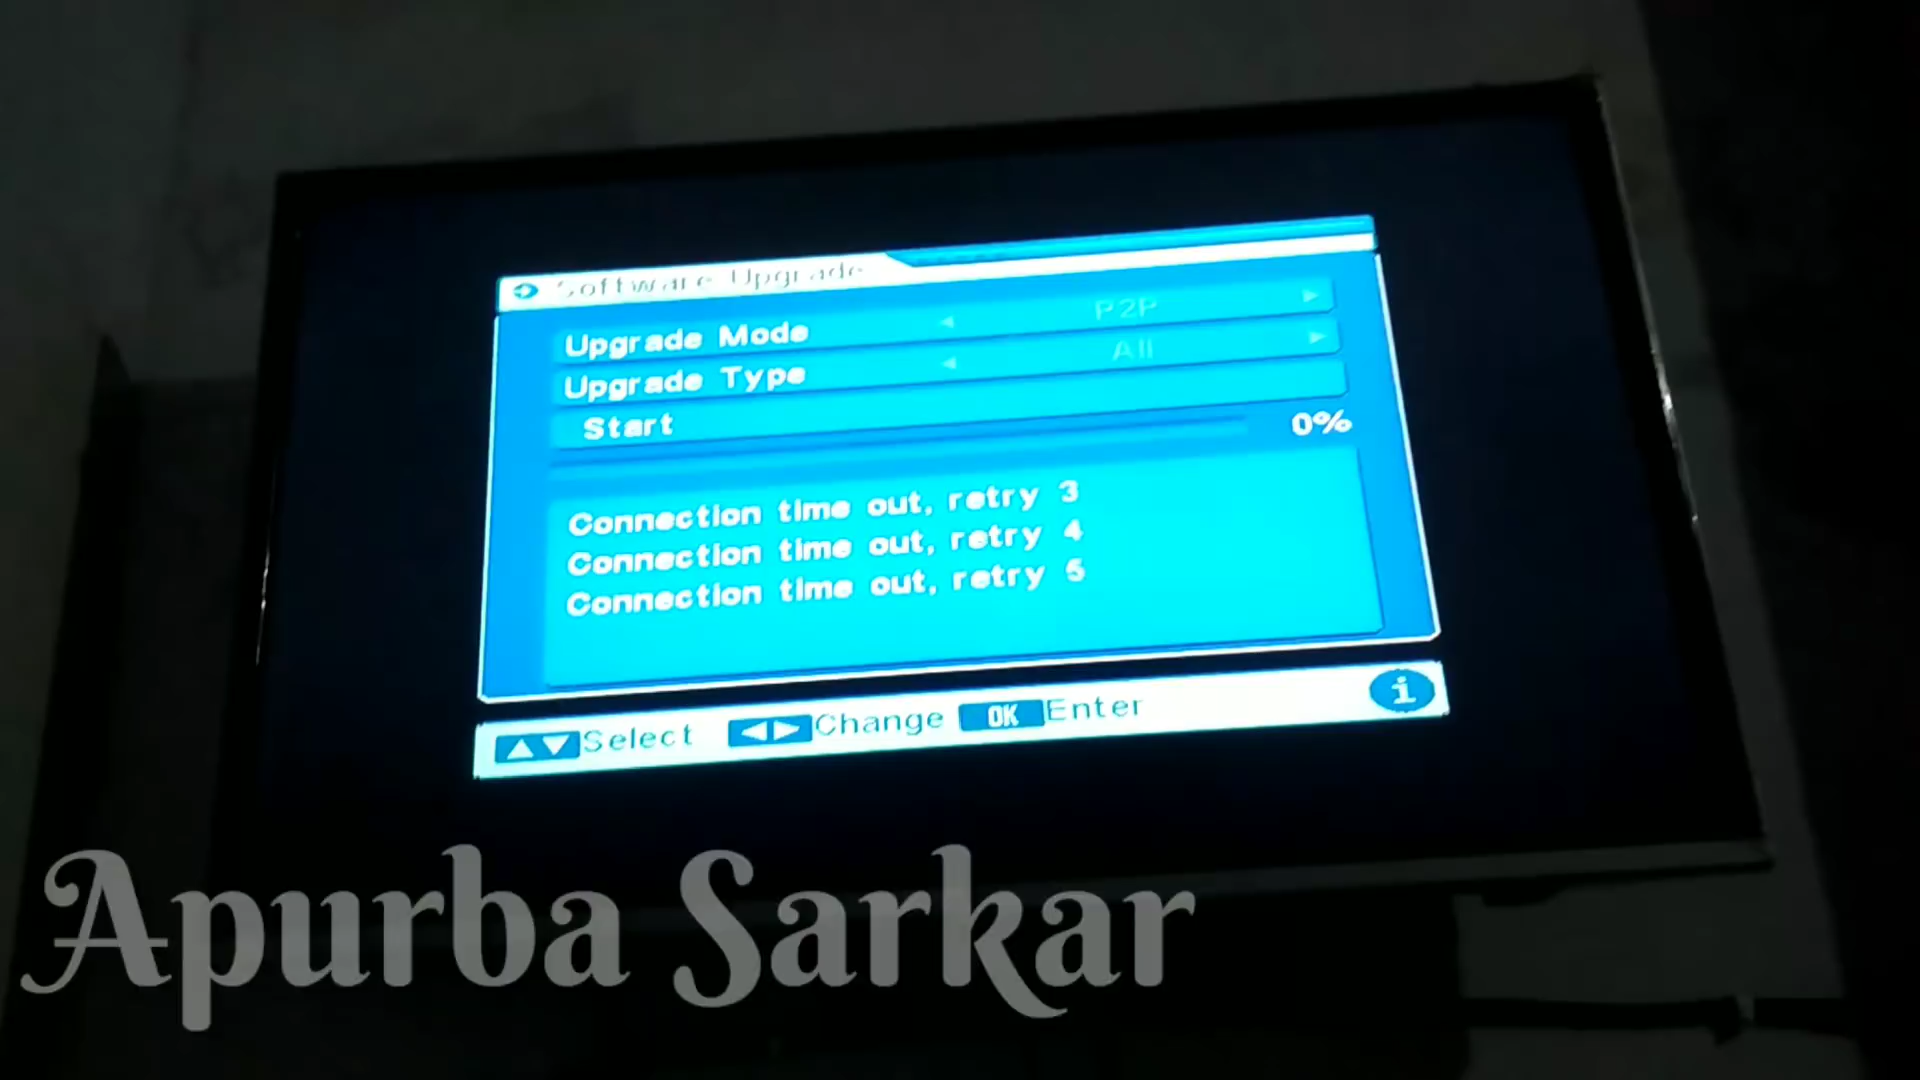 Software Upgrade
Upgrade Mode P2P
Upgrade Type All
Start
0%
Connection time out, retry 3
Connection time out, retry 4
Connection time out, retry 5
Select Change OK Enter i
Apurba Sarkar